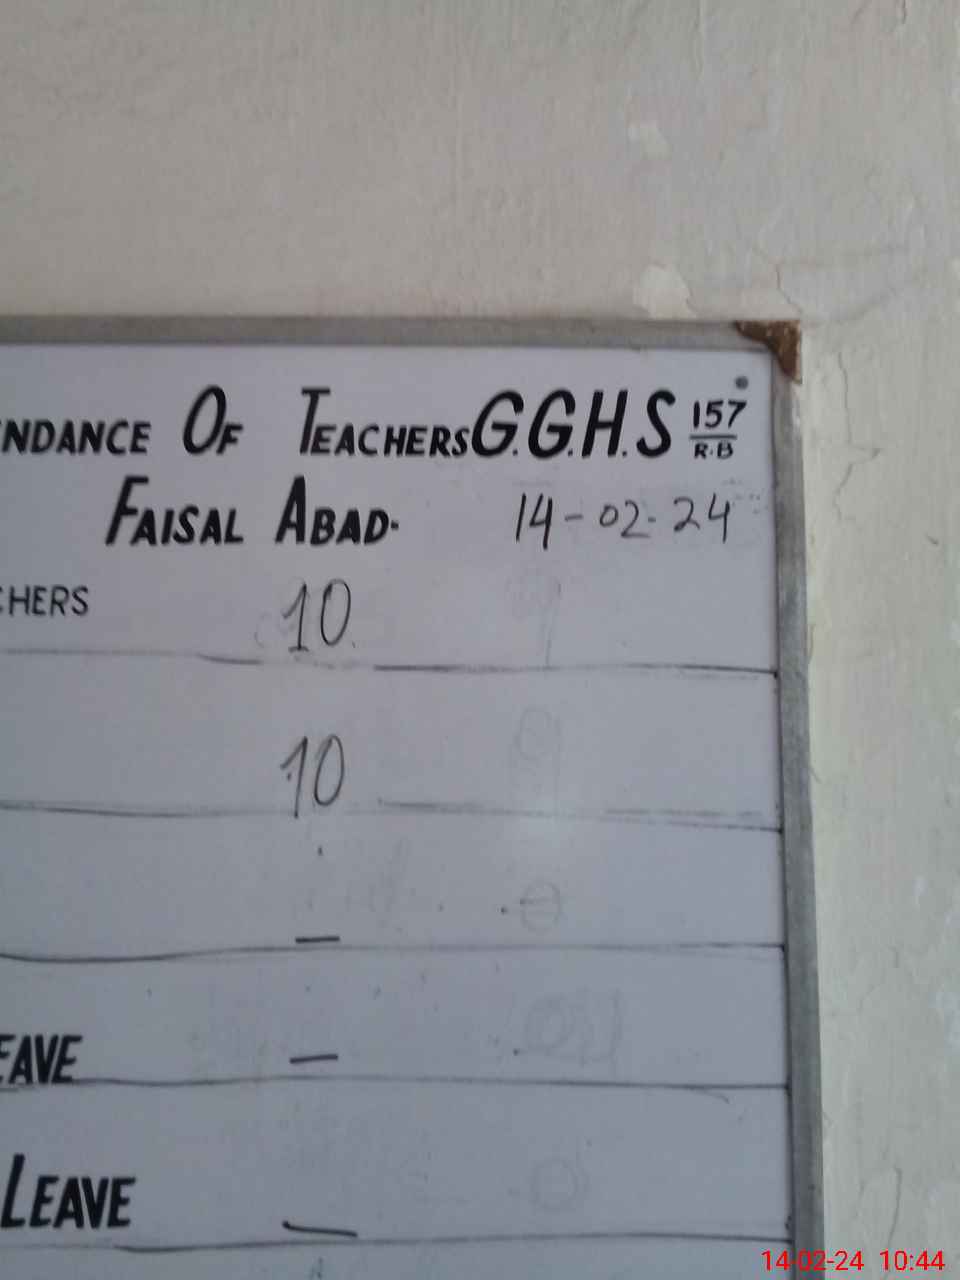 NDANCE OF TEACHERS G.G.H.S 157/R.B
FAISAL ABAD-
14-02-24
CHERS 10
10
—
EAVE —
LEAVE —
14-02-24 10:44